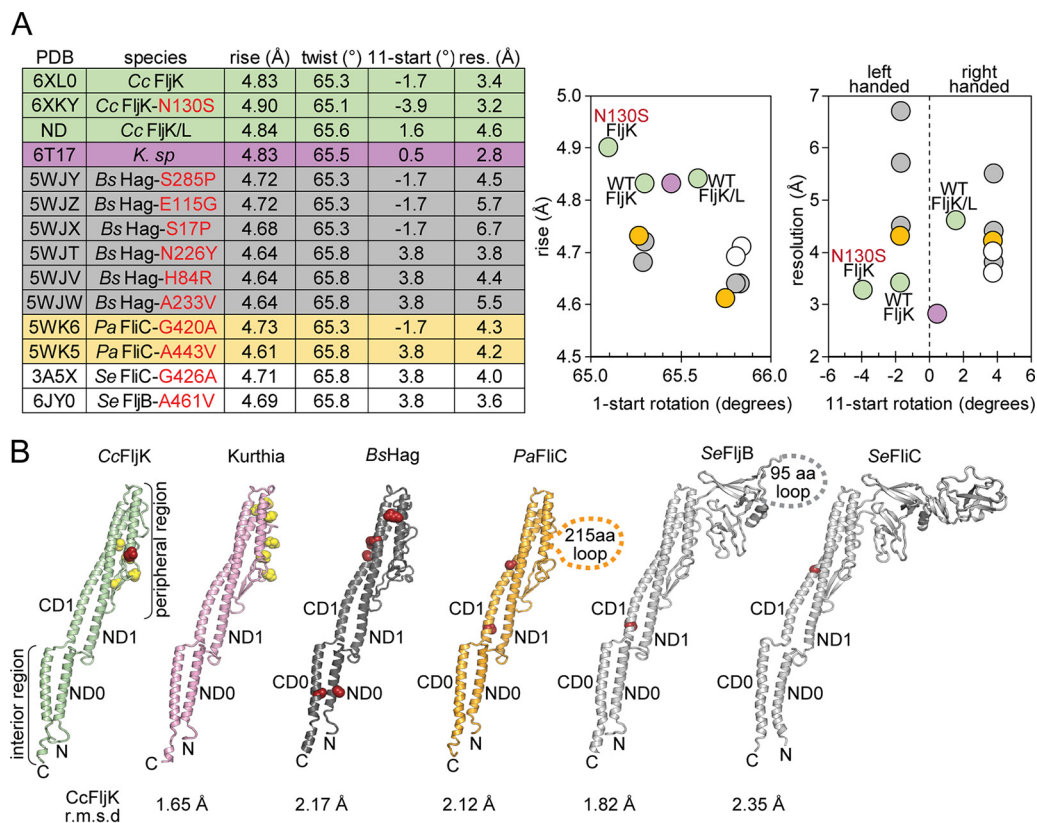 A
PDB species rise (Å) twist (°) 11-start (°) res. (Å)
6XL0 Cc FljK 4.83 65.3 -1.7 3.4
6XKY Cc FljK-N130S 4.90 65.1 -3.9 3.2
ND Cc FljK/L 4.84 65.6 1.6 4.6
6T17 K. sp 4.83 65.5 0.5 2.8
5WJY Bs Hag-S285P 4.72 65.3 -1.7 4.5
5WJZ Bs Hag-E115G 4.72 65.3 -1.7 5.7
5WJX Bs Hag-S17P 4.68 65.3 -1.7 6.7
5WJT Bs Hag-N226Y 4.64 65.8 3.8 3.8
5WJV Bs Hag-H84R 4.64 65.8 3.8 4.4
5WJW Bs Hag-A233V 4.64 65.8 3.8 5.5
5WK6 Pa FliC-G420A 4.73 65.3 -1.7 4.3
5WK5 Pa FliC-A443V 4.61 65.8 3.8 4.2
3A5X Se FliC-G426A 4.71 65.8 3.8 4.0
6JY0 Se FljB-A461V 4.69 65.8 3.8 3.6
5.0
4.9
4.8
4.7
4.6
4.5
rise (Å)
N130S
FljK
WT
FljK
WT
FljK/L
65.0 65.5 66.0
1-start rotation (degrees)
left
handed
right
handed
7
6
5
4
3
2
resolution (Å)
WT
FljK/L
N130S
FljK
WT
FljK
-6 -4 -2 0 2 4 6
11-start rotation (degrees)
B
CcFljK
peripheral region
CD1
ND1
interior region
ND0
N
C
Kurthia
CD1
ND1
ND0
N
C
BsHag
CD1
ND1
CD0
ND0
N
C
PaFliC
215aa
loop
CD1
ND1
CD0
ND0
N
C
SeFljB
95 aa
loop
CD1
ND1
CD0
ND0
N
C
SeFliC
CD1
ND1
CD0
ND0
N
C
CcFljK
r.m.s.d
1.65 Å 2.17 Å 2.12 Å 1.82 Å 2.35 Å